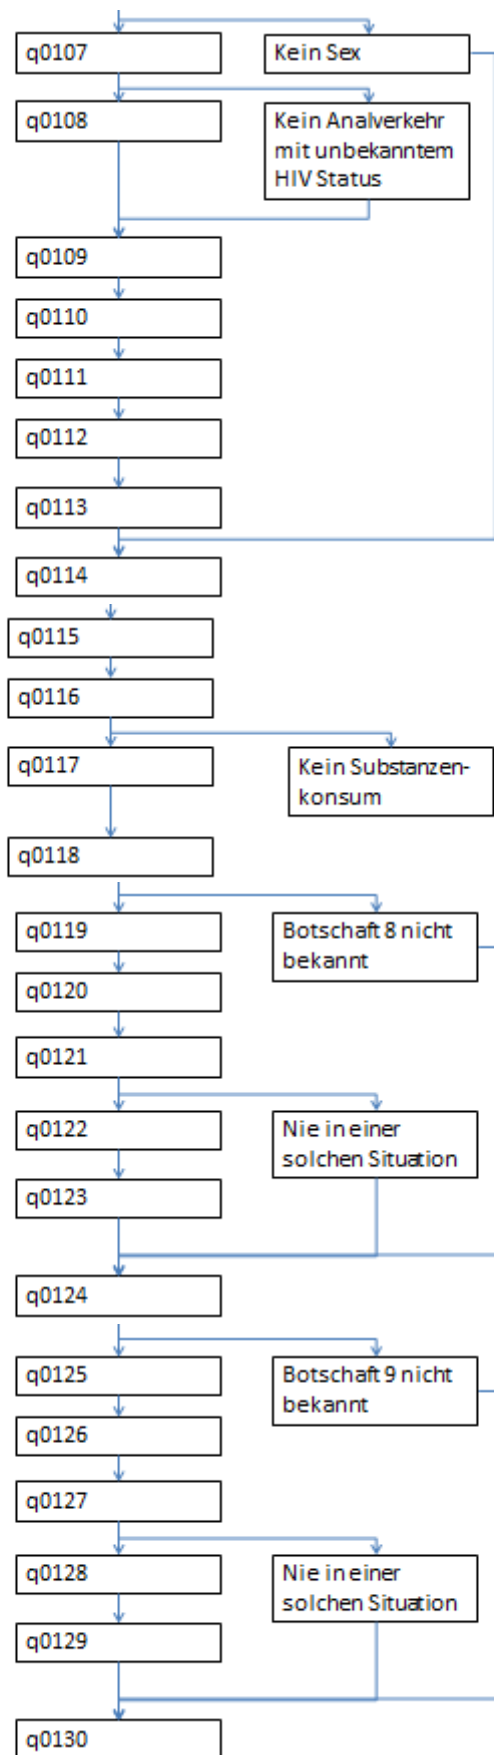 q0107
Kein Sex
q0108
Kein Analverkehr
mit unbekanntem
HIV Status
q0109
q0110
q0111
q0112
q0113
q0114
q0115
q0116
q0117
Kein Substanzen-
konsum
q0118
q0119
Botschaft 8 nicht
bekannt
q0120
q0121
q0122
Nie in einer
solchen Situation
q0123
q0124
q0125
Botschaft 9 nicht
bekannt
q0126
q0127
q0128
Nie in einer
solchen Situation
q0129
q0130